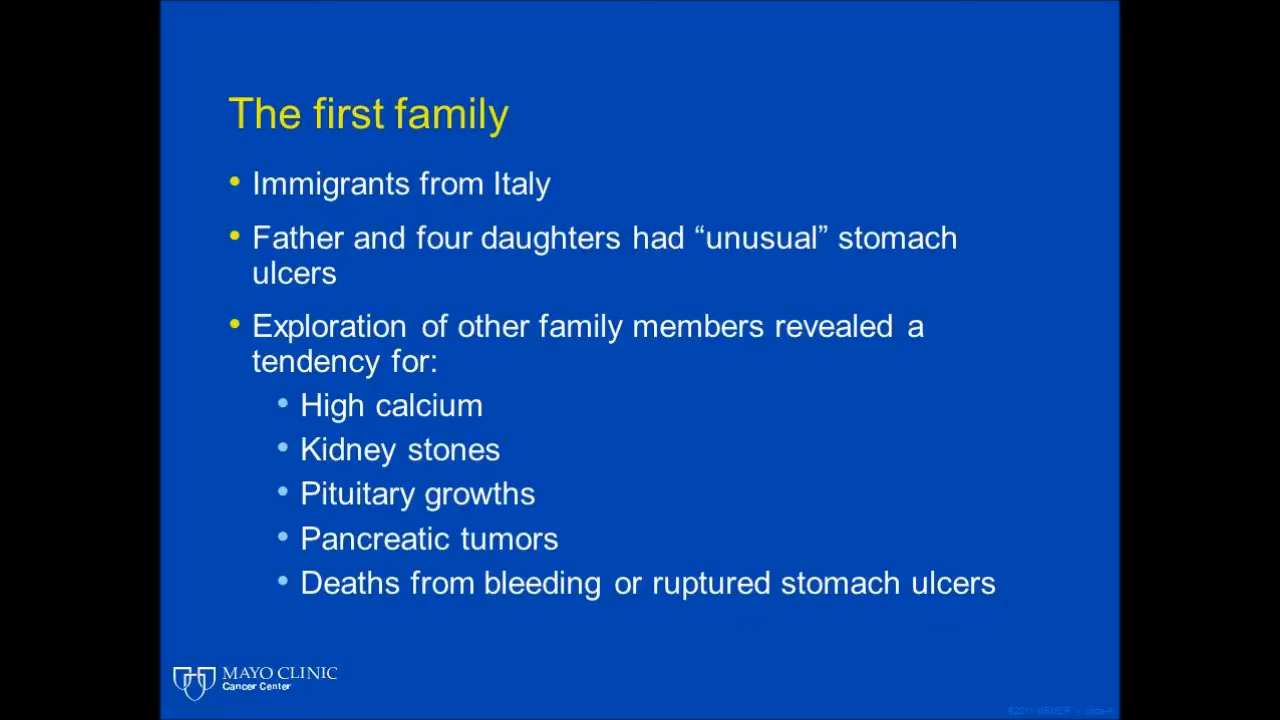 The first family
• Immigrants from Italy
• Father and four daughters had “unusual” stomach
ulcers
• Exploration of other family members revealed a
tendency for:
• High calcium
• Kidney stones
• Pituitary growths
• Pancreatic tumors
• Deaths from bleeding or ruptured stomach ulcers
MAYO CLINIC
Cancer Center